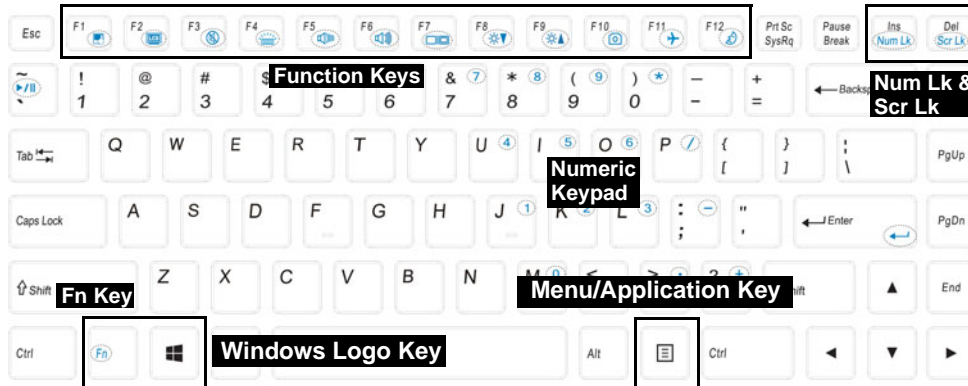 Esc F1 F2 F3 F4 F5 F6 F7 F8 F9 F10 F11 F12 Prt Sc SysRq Pause Break Ins Num Lk Del Scr Lk
Function Keys
~ ` ! 1 @ 2 # 3 $ 4 5 6 & 7 7 * 8 8 ( 9 9 ) 0 * _ - + =
Num Lk &
Scr Lk
Tab Q W E R T Y U 4 I 5 O 6 P / { [ } ] ¦ \ PgUp
Numeric
Keypad
Caps Lock A S D F G H J 1 K 2 L 3 : ; - " ' Enter PgDn
Shift Z X C V B N M End
Fn Key
Menu/Application Key
Ctrl Fn Alt Ctrl
Windows Logo Key